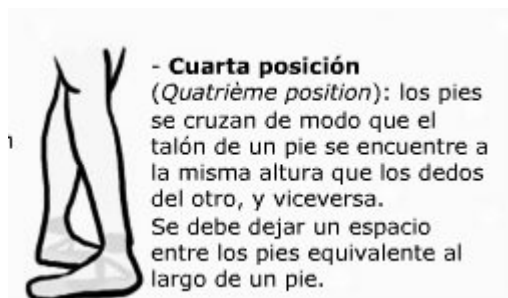 - Cuarta posición
(Quatrième position): los pies
se cruzan de modo que el
talón de un pie se encuentre a
la misma altura que los dedos
del otro, y viceversa.
Se debe dejar un espacio
entre los pies equivalente al
largo de un pie.